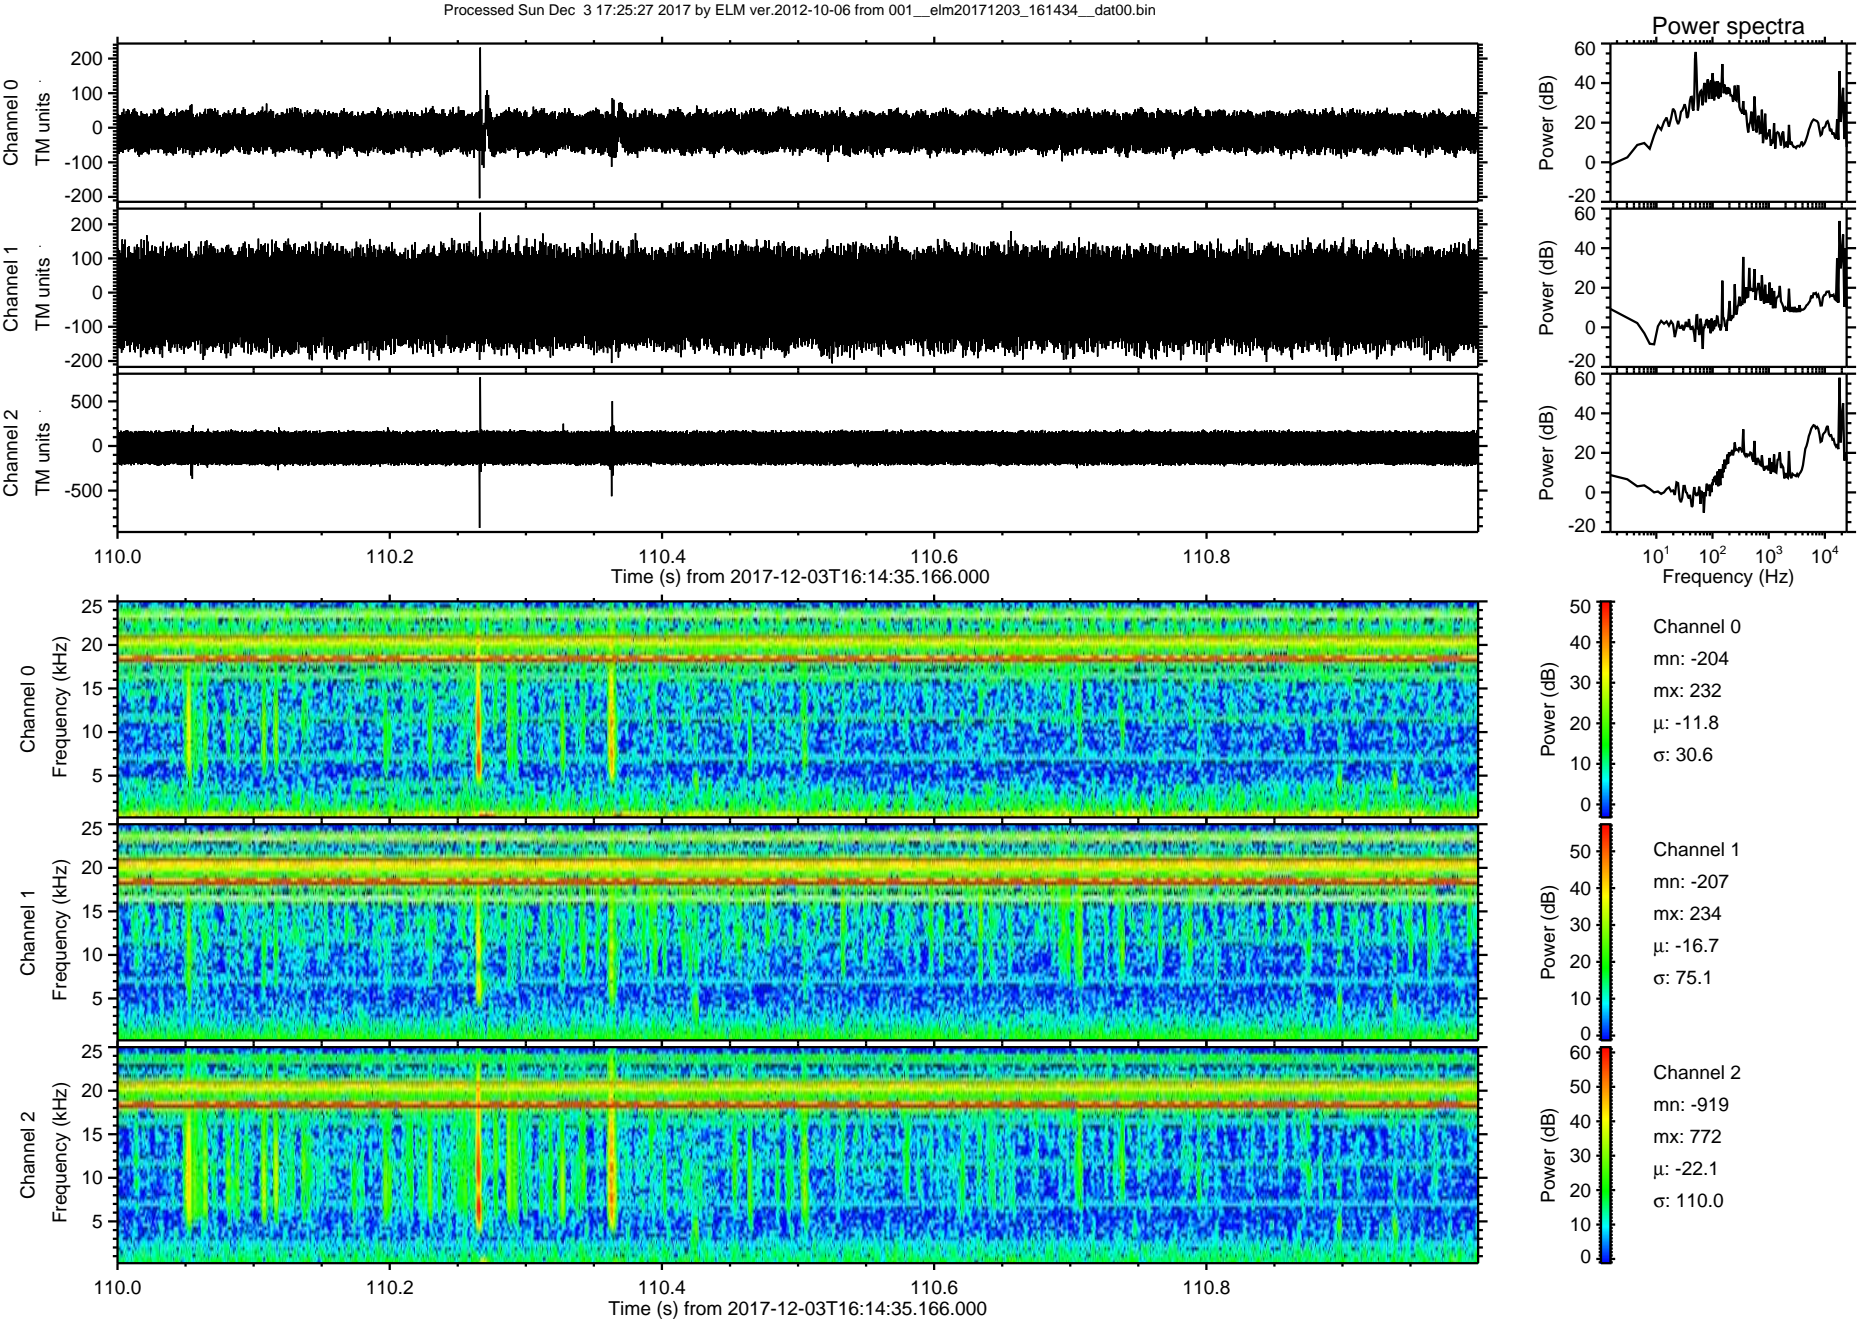 Processed Sun Dec  3 17:25:27 2017 by ELM ver.2012-10-06 from 001__elm20171203_161434__dat00.bin
Power spectra
Channel 0
TM units
200
100
0
-100
-200
Power (dB)
60
40
20
0
-20
Channel 1
TM units
200
100
0
-100
-200
Power (dB)
60
40
20
0
-20
Channel 2
TM units
500
0
-500
Power (dB)
60
40
20
0
-20
110.0 110.2 110.4 110.6 110.8
Time (s) from 2017-12-03T16:14:35.166.000
10¹ 10² 10³ 10⁴
Frequency (Hz)
Channel 0
Frequency (kHz)
25
20
15
10
5
Power (dB)
50
40
30
20
10
0
Channel 0
mn: -204
mx: 232
μ: -11.8
σ: 30.6
Channel 1
Frequency (kHz)
25
20
15
10
5
Power (dB)
50
40
30
20
10
0
Channel 1
mn: -207
mx: 234
μ: -16.7
σ: 75.1
Channel 2
Frequency (kHz)
25
20
15
10
5
Power (dB)
60
50
40
30
20
10
0
Channel 2
mn: -919
mx: 772
μ: -22.1
σ: 110.0
110.0 110.2 110.4 110.6 110.8
Time (s) from 2017-12-03T16:14:35.166.000